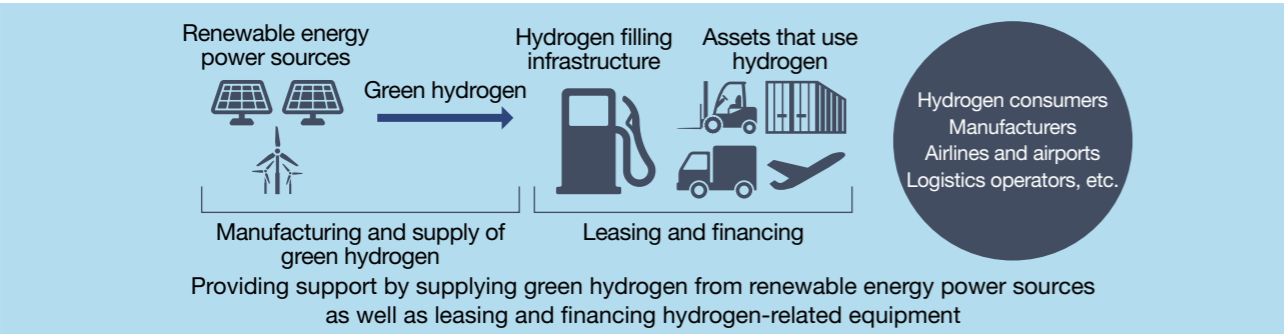 Renewable energy
power sources
Green hydrogen
Hydrogen filling
infrastructure
Assets that use
hydrogen
Hydrogen consumers
Manufacturers
Airlines and airports
Logistics operators, etc.
Manufacturing and supply of
green hydrogen
Leasing and financing
Providing support by supplying green hydrogen from renewable energy power sources
as well as leasing and financing hydrogen-related equipment